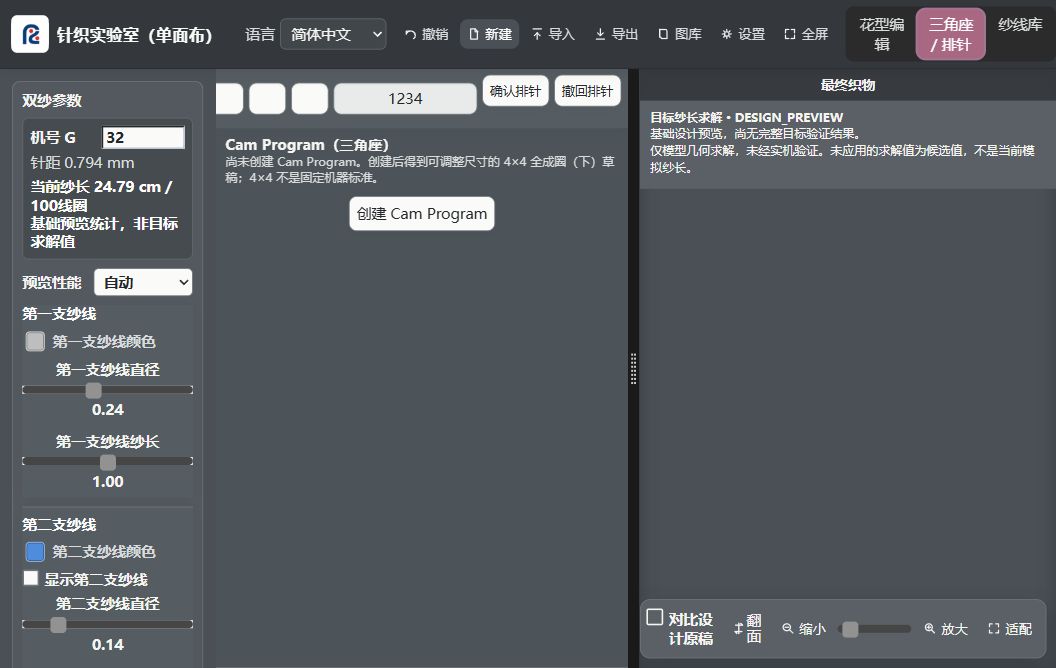 针织实验室（单面布）
语言 简体中文 撤销 新建 导入 导出 图库 设置 全屏
花型编
辑
三角座
/ 排针
纱线库
双纱参数
机号 G 32
针距 0.794 mm
当前纱长 24.79 cm /
100线圈
基础预览统计，非目标
求解值
预览性能 自动
第一支纱线
第一支纱线颜色
第一支纱线直径
0.24
第一支纱线纱长
1.00
第二支纱线
第二支纱线颜色
显示第二支纱线
第二支纱线直径
0.14
1234 确认排针 撤回排针
Cam Program（三角座）
尚未创建 Cam Program。创建后得到可调整尺寸的 4×4 全成圈（下）草
稿；4×4 不是固定机器标准。
创建 Cam Program
最终织物
目标纱长求解 • DESIGN_PREVIEW
基础设计预览，尚无完整目标验证结果。
仅模型几何求解，未经实机验证。未应用的求解值为候选值，不是当前模
拟纱长。
对比设
计原稿
翻
面
缩小 放大 适配